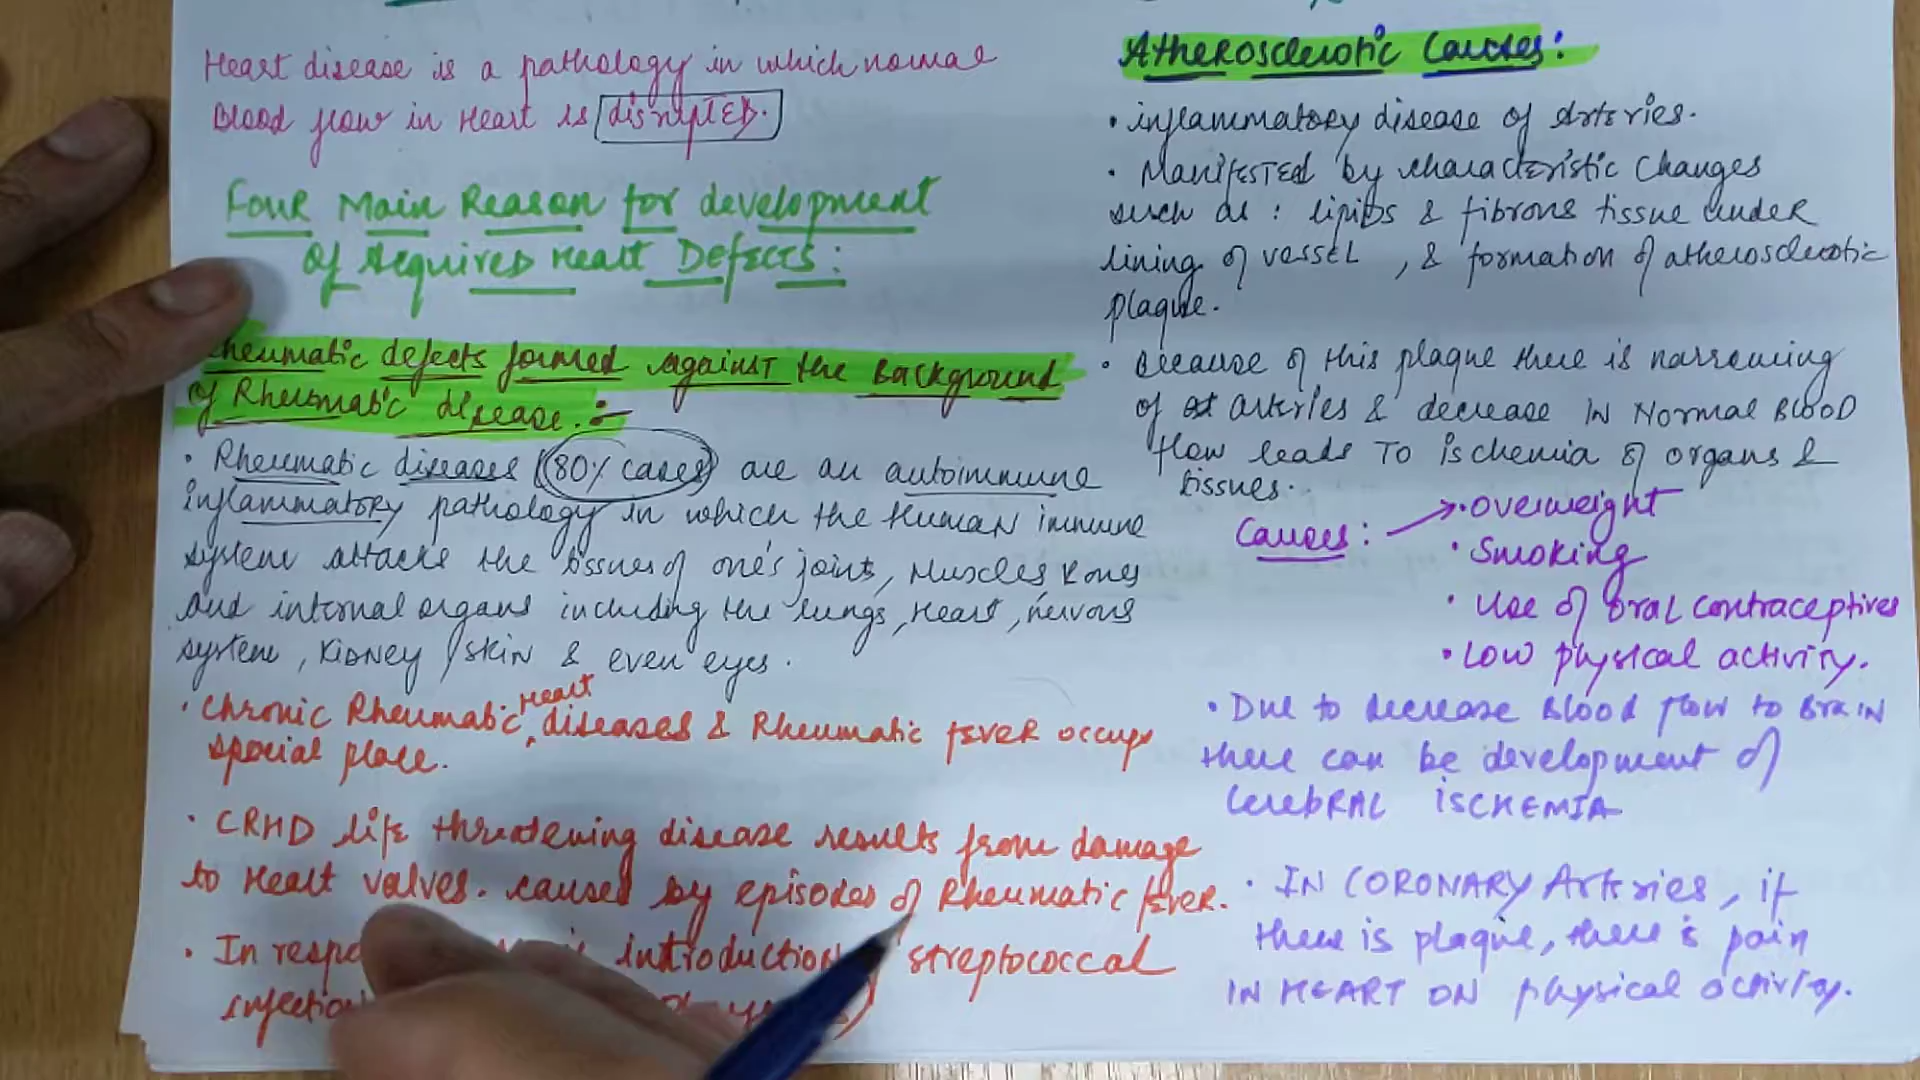 Heart disease is a pathology in which normal
Blood flow in Heart is disrupted.
Four Main Reason for development
of Acquired Heart Defects:
Rheumatic defects formed against the Background
of Rheumatic disease :-
• Rheumatic diseases (80% cases) are an autoimmune
inflammatory pathology in which the Human immune
system attacks the tissues of one's joints, Muscles Bones
and internal organs including the lungs, Heart, nervous
system, Kidney, skin & even eyes.
• Chronic Rheumatic Heart diseases & Rheumatic fever occupy
special place.
• CRHD life threatening disease results from damage
to Heart valves. caused by episodes of Rheumatic fever.
• In introduction streptococcal
Atherosclerotic Causes:
• inflammatory disease of Arteries.
• Manifested by characteristic Changes
such as: lipids & fibrous tissue under
lining of vessel, & formation of atherosclerotic
plaque.
• Because of this plaque there is narrowing
of arteries & decrease in Normal Blood
flow leads To ischemia of organs &
tissues.
Causes: → • Overweight
• Smoking
• Use of Oral contraceptives
• Low physical activity.
• Due to decrease Blood flow to Brain
there can be development of
Cerebral ischemia
• In Coronary Arteries, if
there is plaque, there is pain
in Heart on physical activity.